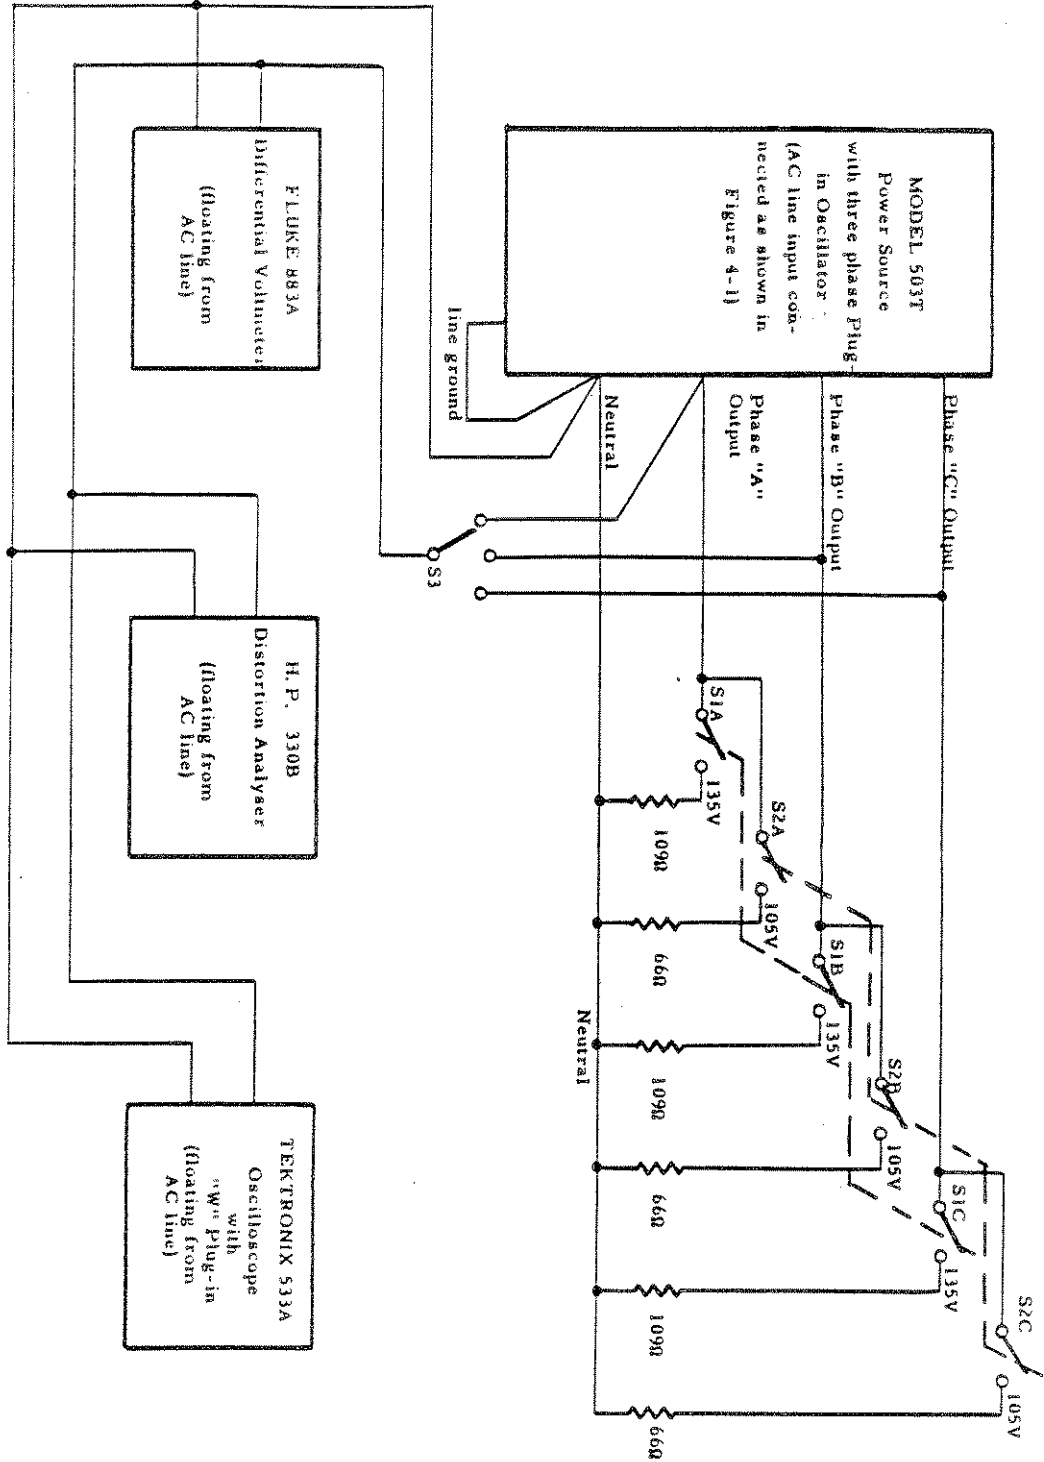 MODEL 503T
Power Source
with three phase Plug-
in Oscillator
(AC line input con-
nected as shown in
Figure 4-1)
Phase "C" Output
Phase "B" Output
Phase "A"
Output
Neutral
line ground
S3
S1A
135V
109Ω
S2A
105V
66Ω
S1B
135V
109Ω
S2B
105V
66Ω
S1C
135V
109Ω
S2C
105V
66Ω
Neutral
FLUKE 883A
Differential Voltmeter
(floating from
AC line)
H. P. 330B
Distortion Analyser
(floating from
AC line)
TEKTRONIX 533A
Oscilloscope
with
"W" Plug-in
(floating from
AC line)